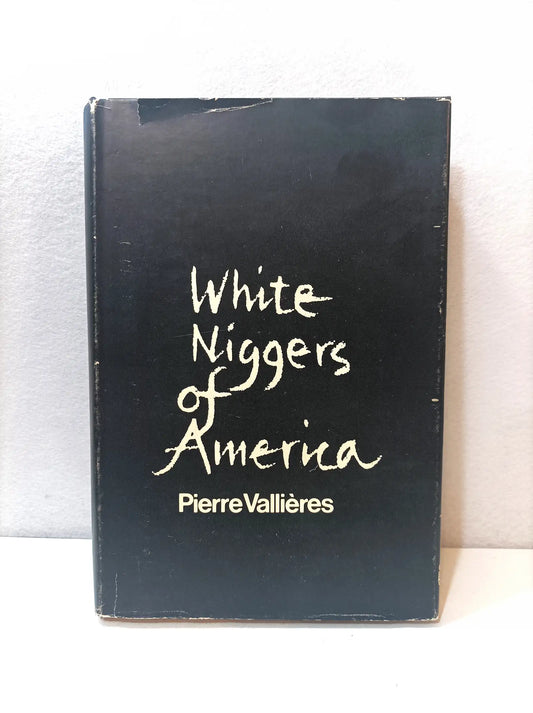 White
Niggers
of
America
Pierre Vallières